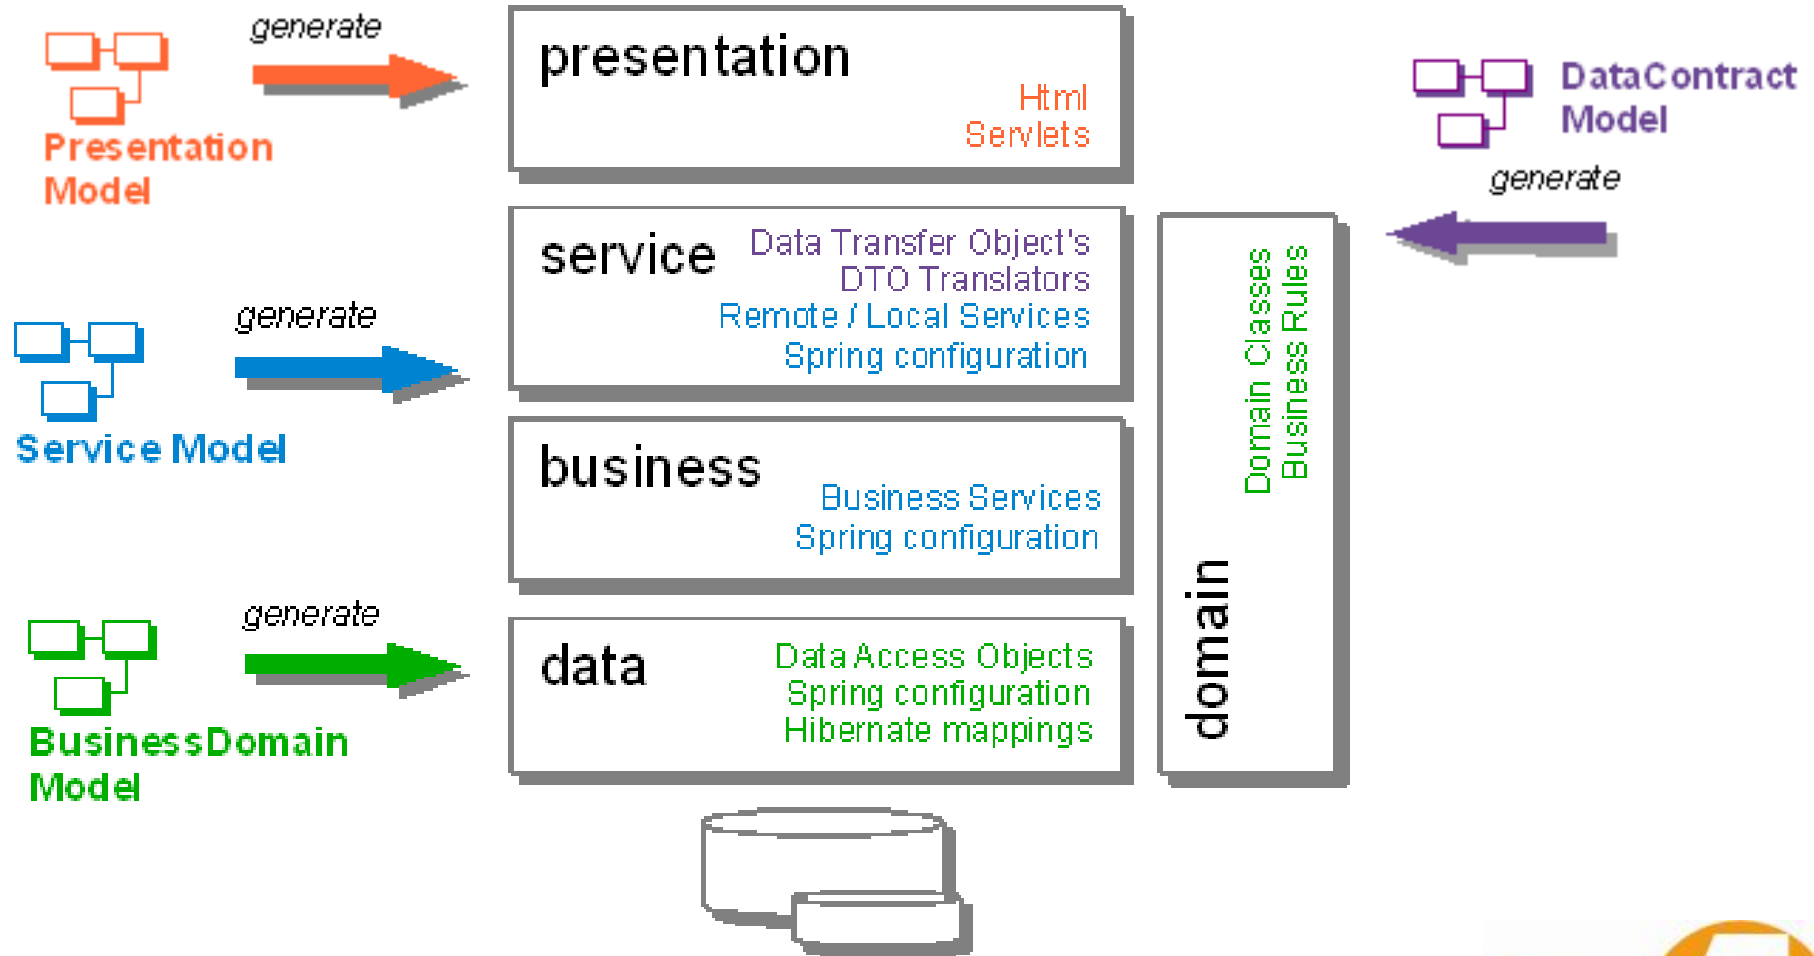 generate
Presentation
Model
presentation
Html
Servlets
DataContract
Model
generate
generate
Service Model
service
Data Transfer Object's
DTO Translators
Remote / Local Services
Spring configuration
business
Business Services
Spring configuration
generate
BusinessDomain
Model
data
Data Access Objects
Spring configuration
Hibernate mappings
domain
Domain Classes
Business Rules